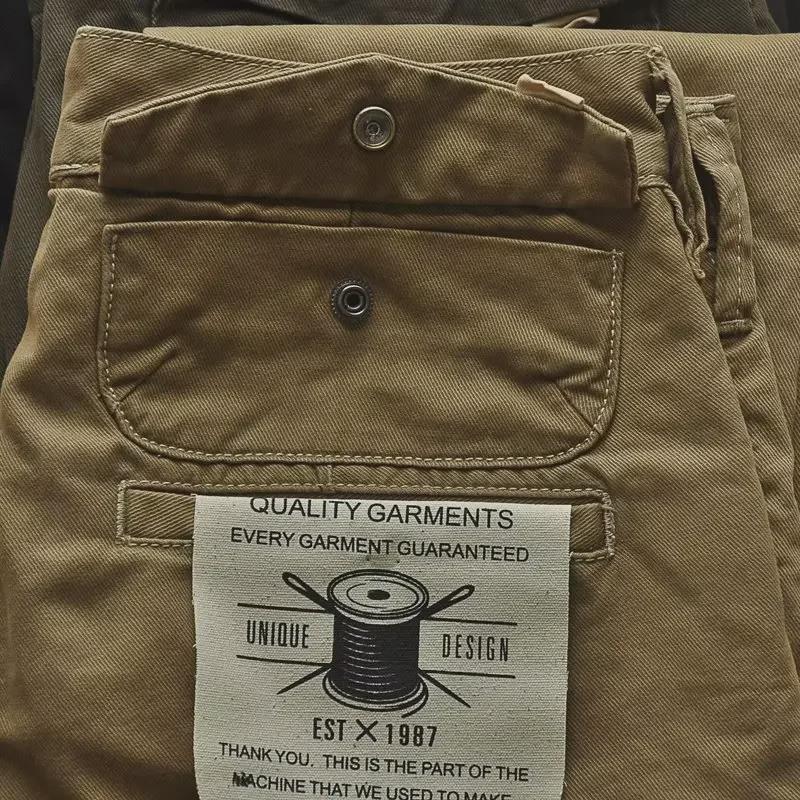 QUALITY GARMENTS
EVERY GARMENT GUARANTEED
UNIQUE DESIGN
EST X 1987
THANK YOU. THIS IS THE PART OF THE
MACHINE THAT WE USED TO MAKE